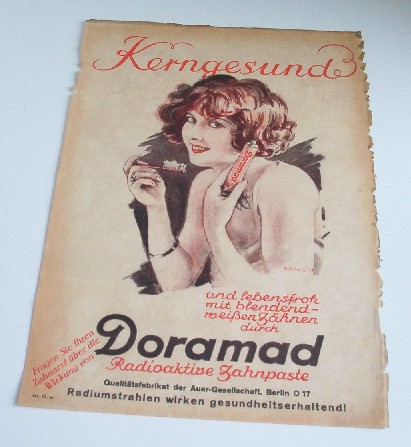 Kerngesund
Doramad
und lebensfroh
mit blendend-
weißen Zähnen
durch
Fragen Sie Ihren
Zahnarzt über die
Wirkung von
Doramad
Radioaktive Zahnpaste
Qualitätsfabrikat der Auer-Gesellschaft, Berlin O 17
Radiumstrahlen wirken gesundheitserhaltend!